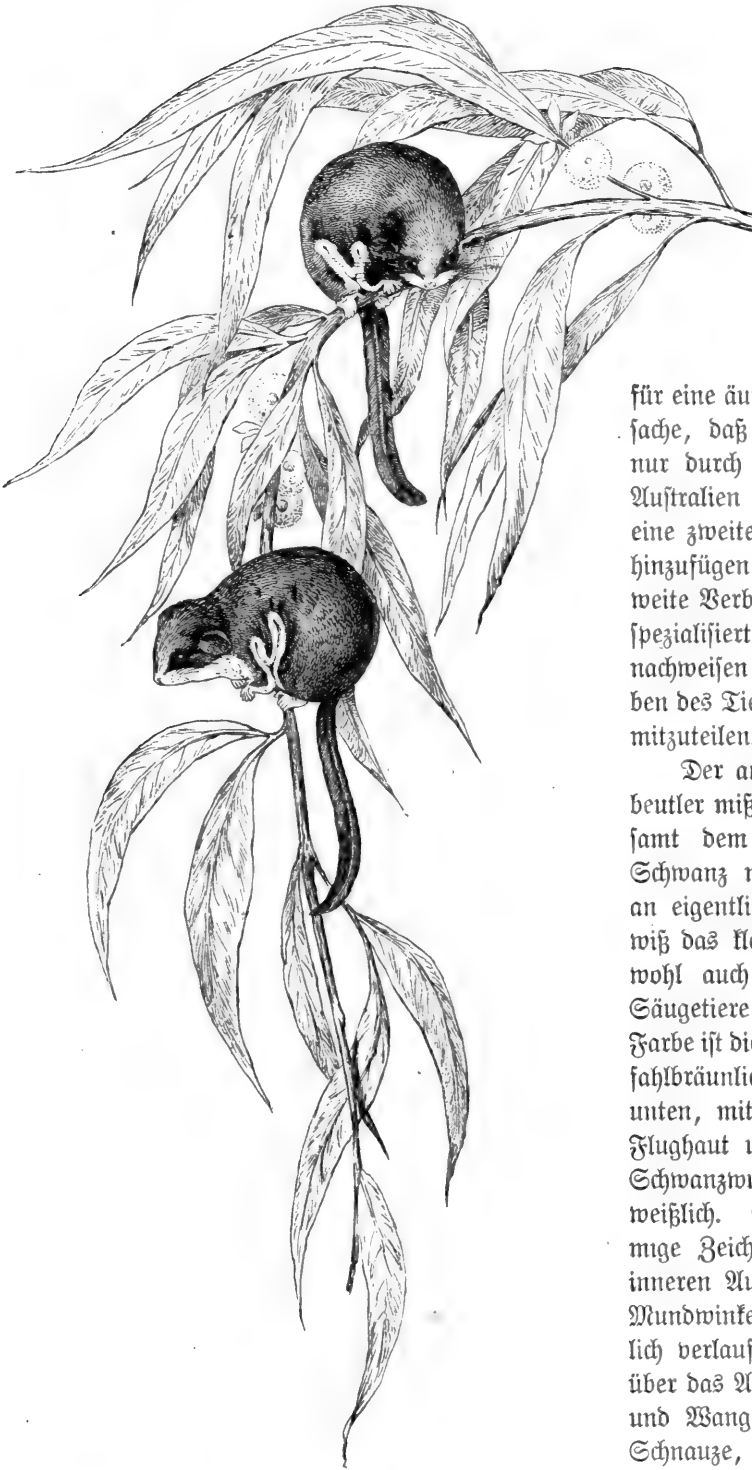 für eine äu
sache, daß
nur durch
Australien
eine zweite
hinzufügen
weite Verb
spezialisiert
nachweisen
ben des Tie
mitzuteilen.
Der an
beutler miß
samt dem
Schwanz n
an eigentli
wiß das kle
wohl auch
Säugetiere
Farbe ist die
fahlbräunlic
unten, mit
Flughaut u
Schwanzwu
weißlich.
mige Zeich
inneren Au
Mundwinke
lich verlauf
über das A
und Wang
Schnauze,